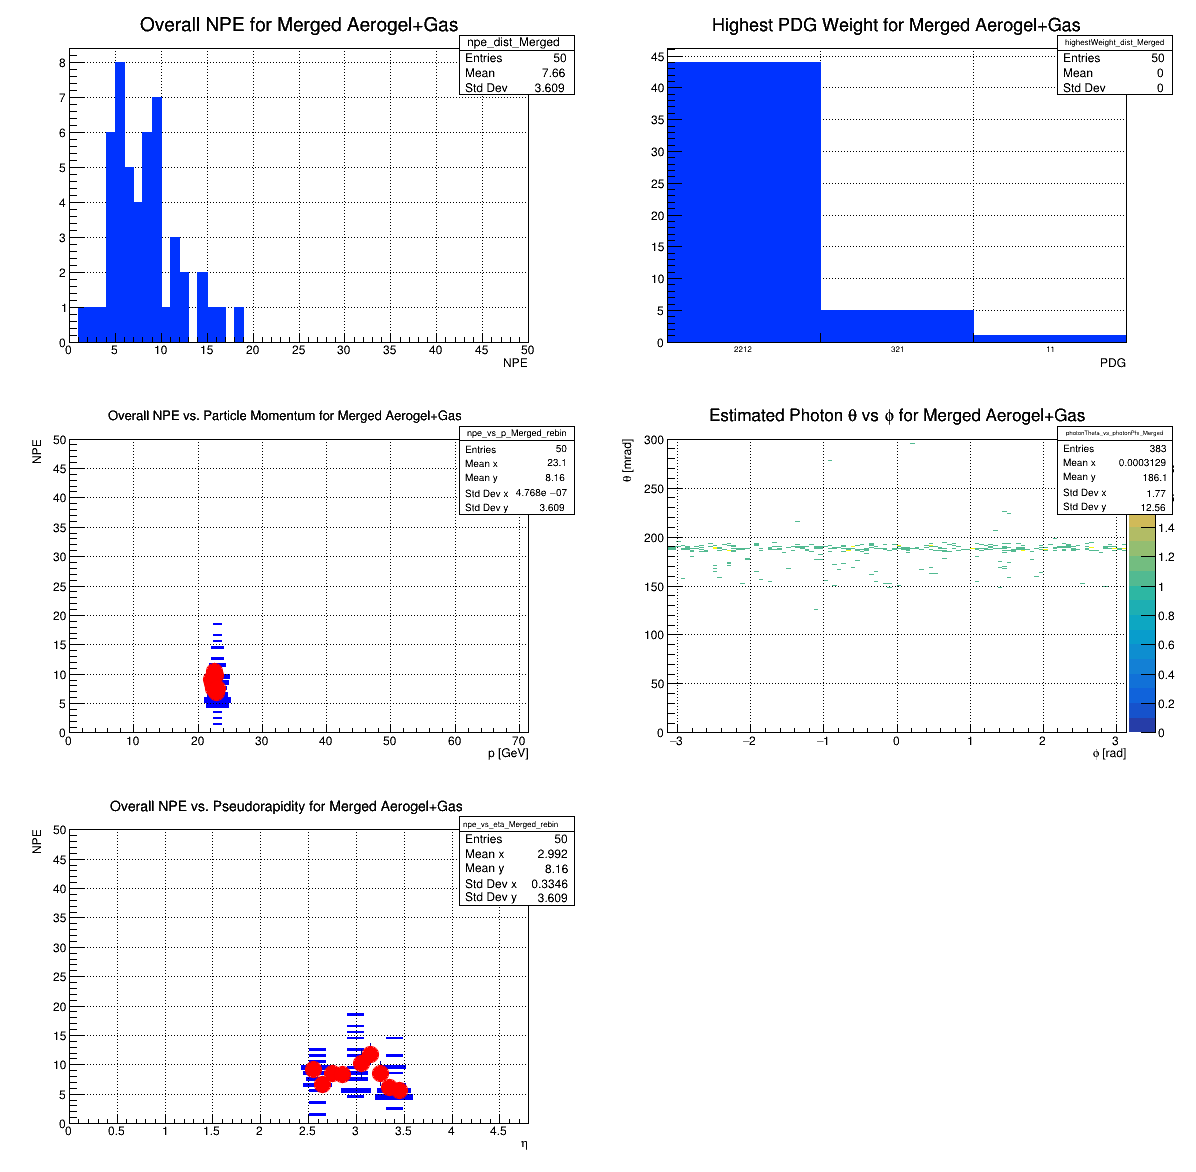 Overall NPE for Merged Aerogel+Gas
npe_dist_Merged
Entries 50
Mean 7.66
Std Dev 3.609
8
7
6
5
4
3
2
1
0
0 5 10 15 20 25 30 35 40 45 50
NPE
Highest PDG Weight for Merged Aerogel+Gas
highestWeight_dist_Merged
Entries 50
Mean 0
Std Dev 0
45
40
35
30
25
20
15
10
5
0
2212 321 11
PDG
Overall NPE vs. Particle Momentum for Merged Aerogel+Gas
npe_vs_p_Merged_rebin
Entries 50
Mean x 23.1
Mean y 8.16
Std Dev x 4.768e −07
Std Dev y 3.609
NPE
50
45
40
35
30
25
20
15
10
5
0
0 10 20 30 40 50 60 70
p [GeV]
Estimated Photon θ vs ϕ for Merged Aerogel+Gas
photonTheta_vs_photonPhi_Merged
Entries 383
Mean x 0.0003129
Mean y 186.1
Std Dev x 1.77
Std Dev y 12.56
θ [mrad]
300
250
200
150
100
50
0
−3 −2 −1 0 1 2 3
ϕ [rad]
1.4
1.2
1
0.8
0.6
0.4
0.2
0
Overall NPE vs. Pseudorapidity for Merged Aerogel+Gas
npe_vs_eta_Merged_rebin
Entries 50
Mean x 2.992
Mean y 8.16
Std Dev x 0.3346
Std Dev y 3.609
NPE
50
45
40
35
30
25
20
15
10
5
0
0 0.5 1 1.5 2 2.5 3 3.5 4 4.5
η